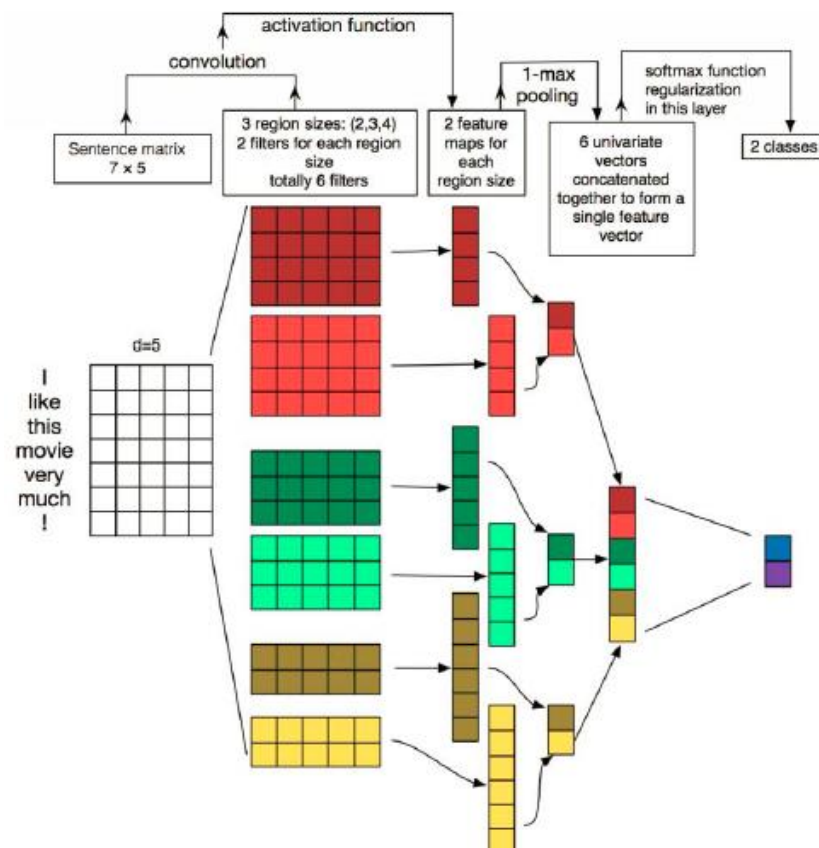 activation function
convolution
1-max
pooling
softmax function
regularization
in this layer
Sentence matrix
7 × 5
3 region sizes: (2,3,4)
2 filters for each region
size
totally 6 filters
2 feature
maps for
each
region size
6 univariate
vectors
concatenated
together to form a
single feature
vector
2 classes
d=5
I
like
this
movie
very
much
!